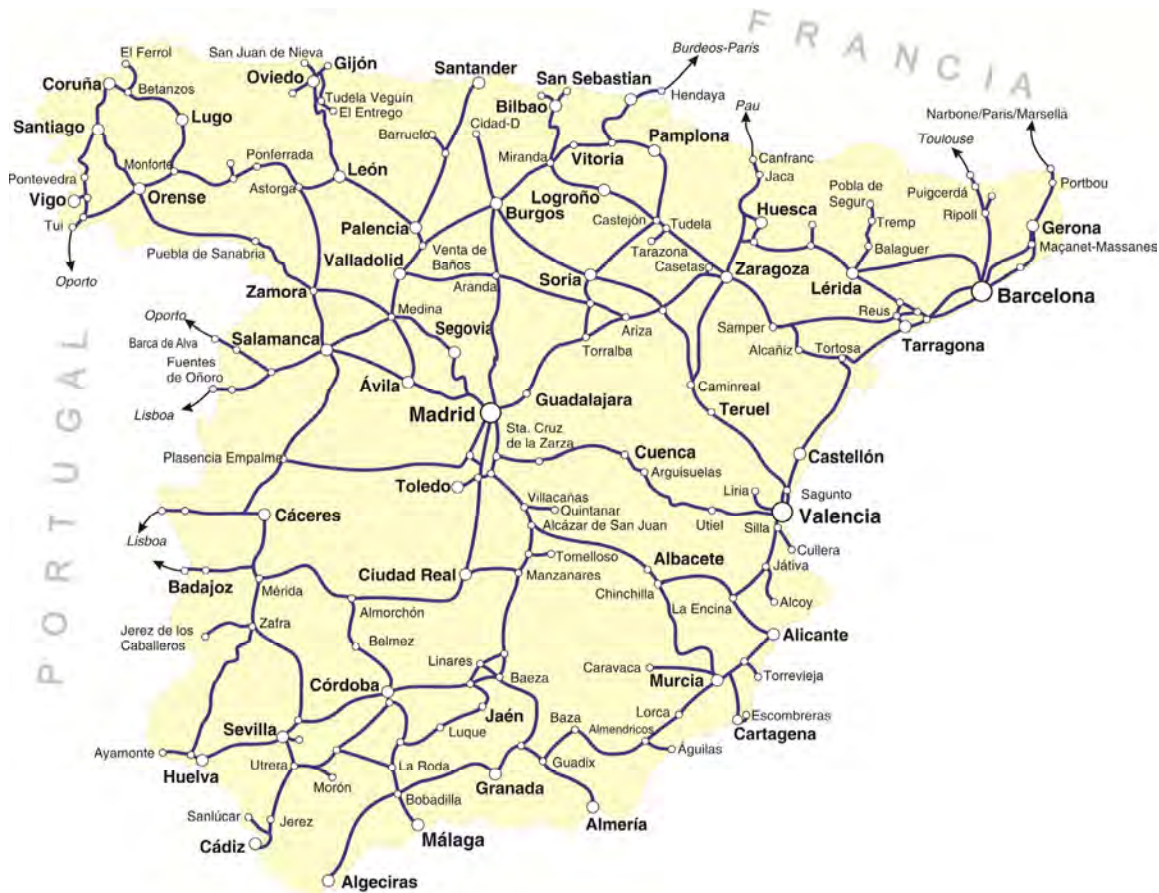 FRANCIA
El Ferrol
San Juan de Nieva
Gijón
Santander
San Sebastian
Burdeos-Paris
Coruña
Betanzos
Oviedo
Hendaya
Bilbao
Pau
Narbone/Paris/Marsella
Tudela Veguín
El Entrego
Cidad-D
Toulouse
Santiago
Lugo
Barruelo
Pamplona
Monforte
Ponferrada
Miranda
Vitoria
Canfranc
Jaca
Pontevedra
León
Logroño
Pobla de
Segur
Puigcerdá
Portbou
Vigo
Orense
Astorga
Burgos
Castejón
Tudela
Huesca
Tremp
Ripoll
Gerona
Tui
Palencia
Puebla de Sanabria
Venta de
Baños
Tarazona
Casetas
Balaguer
Maçanet-Massanes
Oporto
Valladolid
Aranda
Soria
Zaragoza
Lérida
Barcelona
Zamora
Medina
Segovia
Ariza
Samper
Reus
Oporto
Barca de Alva
Salamanca
Torralba
Alcañiz
Tortosa
Tarragona
Fuentes
de Oñoro
Ávila
Caminreal
Lisboa
Madrid
Guadalajara
Teruel
PORTUGAL
Sta. Cruz
de la Zarza
Cuenca
Castellón
Plasencia Empalme
Arguisuelas
Toledo
Liria
Sagunto
Villacañas
Quintanar
Cáceres
Alcázar de San Juan
Utiel
Silla
Valencia
Lisboa
Tomelloso
Albacete
Cullera
Badajoz
Mérida
Ciudad Real
Manzanares
Chinchilla
Játiva
Almorchón
La Encina
Alcoy
Jerez de los
Caballeros
Zafra
Belmez
Alicante
Linares
Caravaca
Córdoba
Baeza
Murcia
Torrevieja
Sevilla
Jaén
Lorca
Escombreras
Luque
Baza
Almendricos
Cartagena
Ayamonte
Águilas
Huelva
Utrera
La Roda
Guadix
Morón
Granada
Bobadilla
Sanlúcar
Jerez
Almería
Cádiz
Málaga
Algeciras